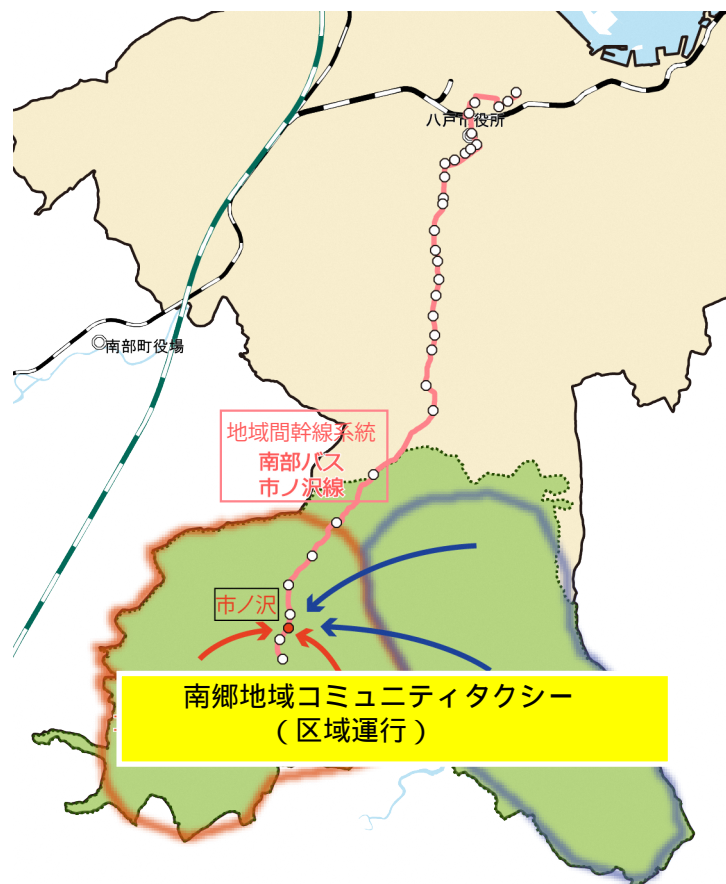 八戸市役所
南部町役場
地域間幹線系統
南部バス
市ノ沢線
市ノ沢
南郷地域コミュニティタクシー
（区域運行）